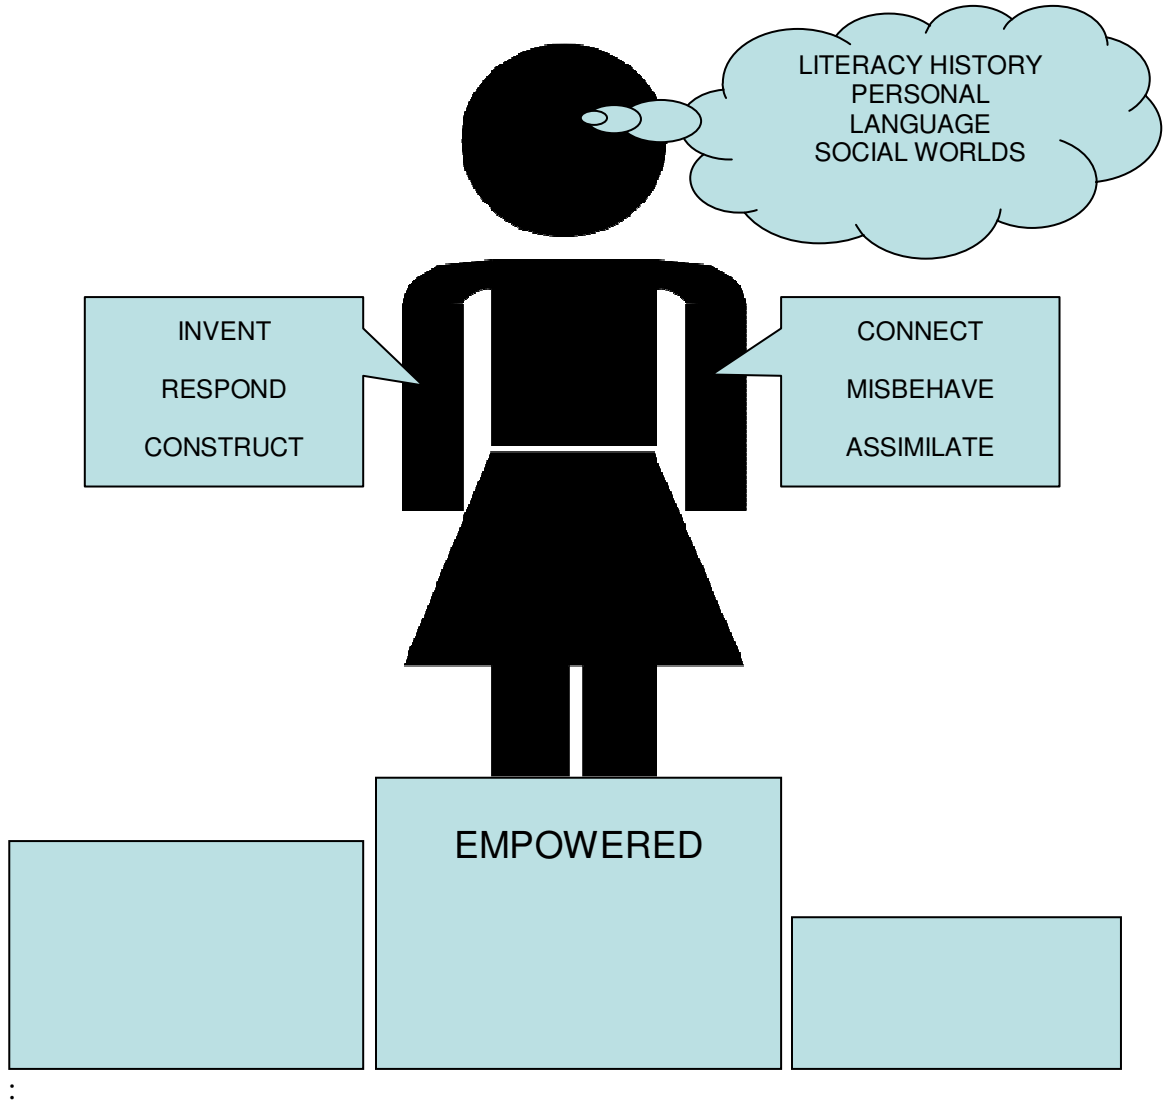 LITERACY HISTORY
PERSONAL
LANGUAGE
SOCIAL WORLDS
INVENT
RESPOND
CONSTRUCT
CONNECT
MISBEHAVE
ASSIMILATE
EMPOWERED
: